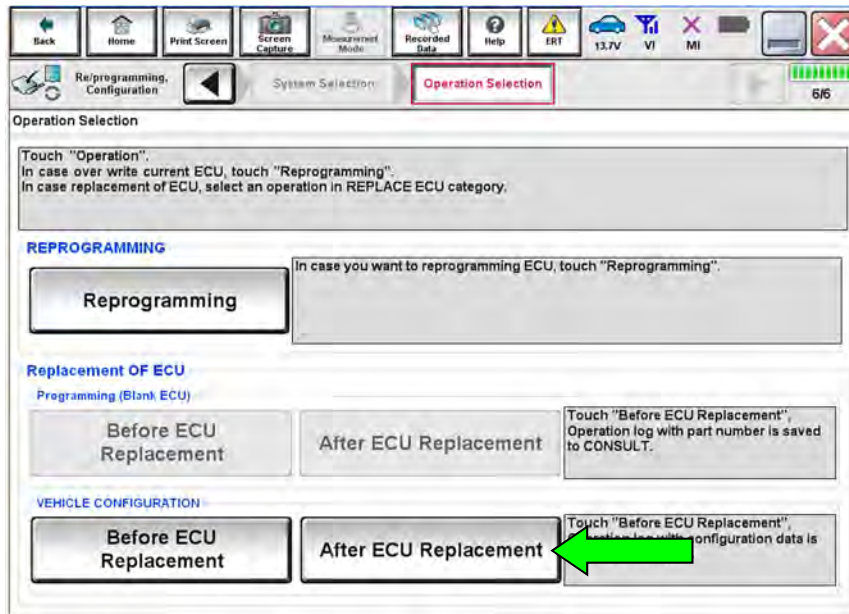 Back
Home
Print Screen
Screen
Capture
Measurement
Mode
Recorded
Data
Help
ERT
13.7V
VI
MI
Re/programming,
Configuration
System Selection
Operation Selection
6/6
Operation Selection
Touch "Operation".
In case over write current ECU, touch "Reprogramming".
In case replacement of ECU, select an operation in REPLACE ECU category.
REPROGRAMMING
Reprogramming
In case you want to reprogramming ECU, touch "Reprogramming".
Replacement OF ECU
Programming (Blank ECU)
Before ECU
Replacement
After ECU Replacement
Touch "Before ECU Replacement",
Operation log with part number is saved
to CONSULT.
VEHICLE CONFIGURATION
Before ECU
Replacement
After ECU Replacement
Touch "Before ECU Replacement",
configuration data is